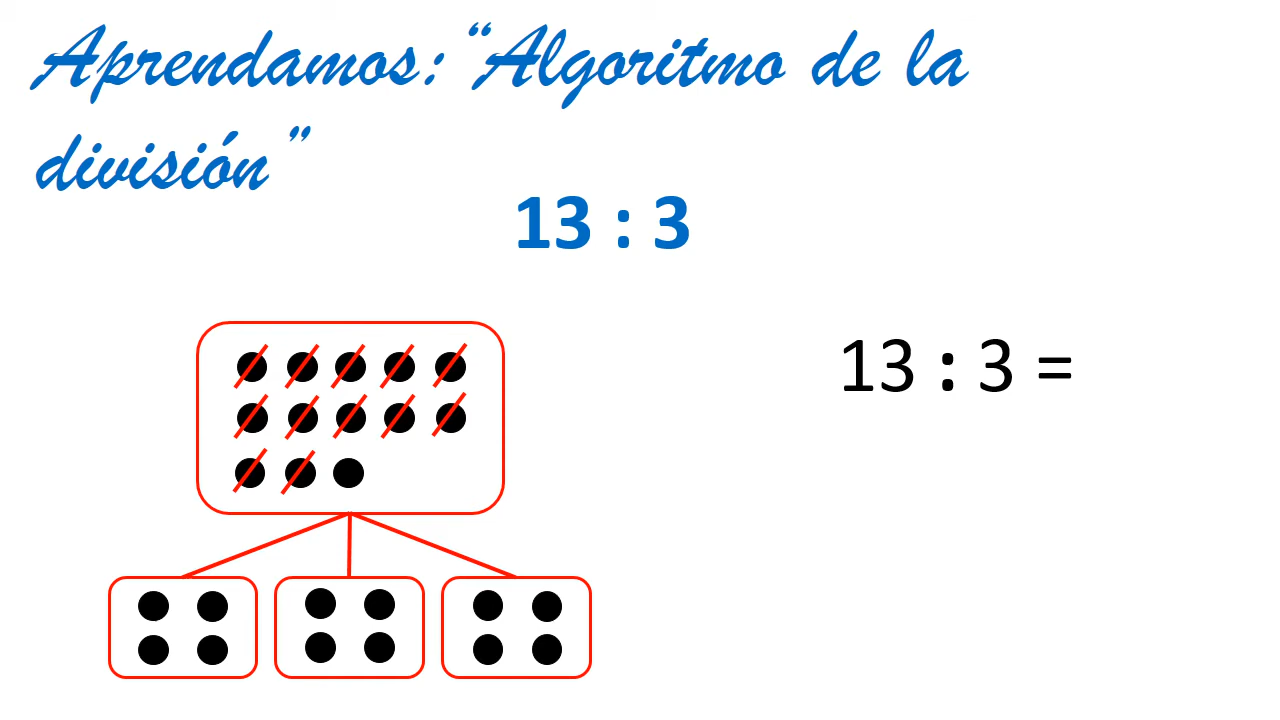 Aprendamos: “Algoritmo de la
división”
13 : 3
13 : 3 =